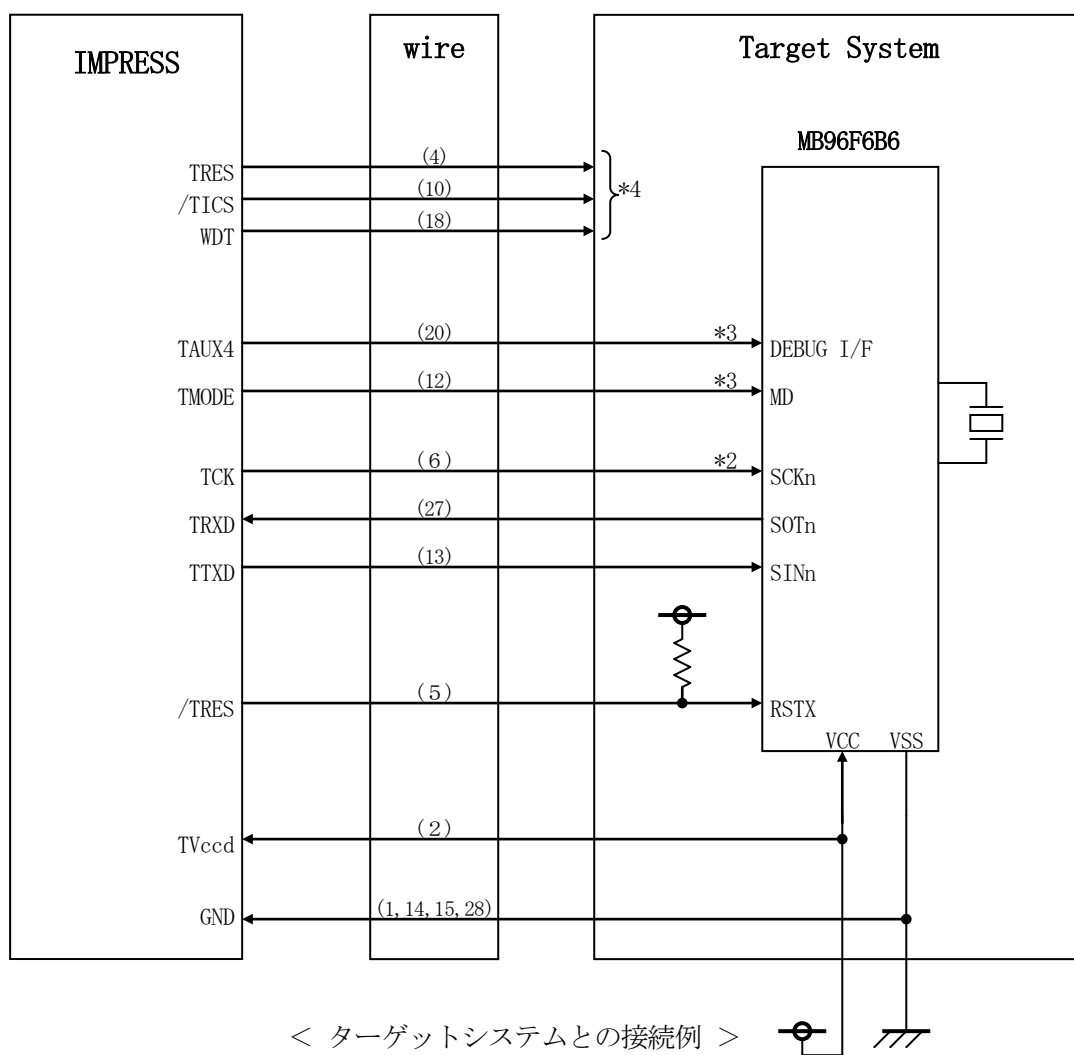 IMPRESS
wire
Target System
MB96F6B6
TRES
(4)
*4
/TICS
(10)
WDT
(18)
TAUX4
(20)
*3
DEBUG I/F
TMODE
(12)
*3
MD
TCK
(6)
*2
SCKn
TRXD
(27)
SOTn
TTXD
(13)
SINn
/TRES
(5)
RSTX
VCC
VSS
TVccd
(2)
GND
(1,14,15,28)
< ターゲットシステムとの接続例 >